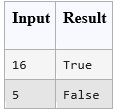 Input Result
16 True
5 False